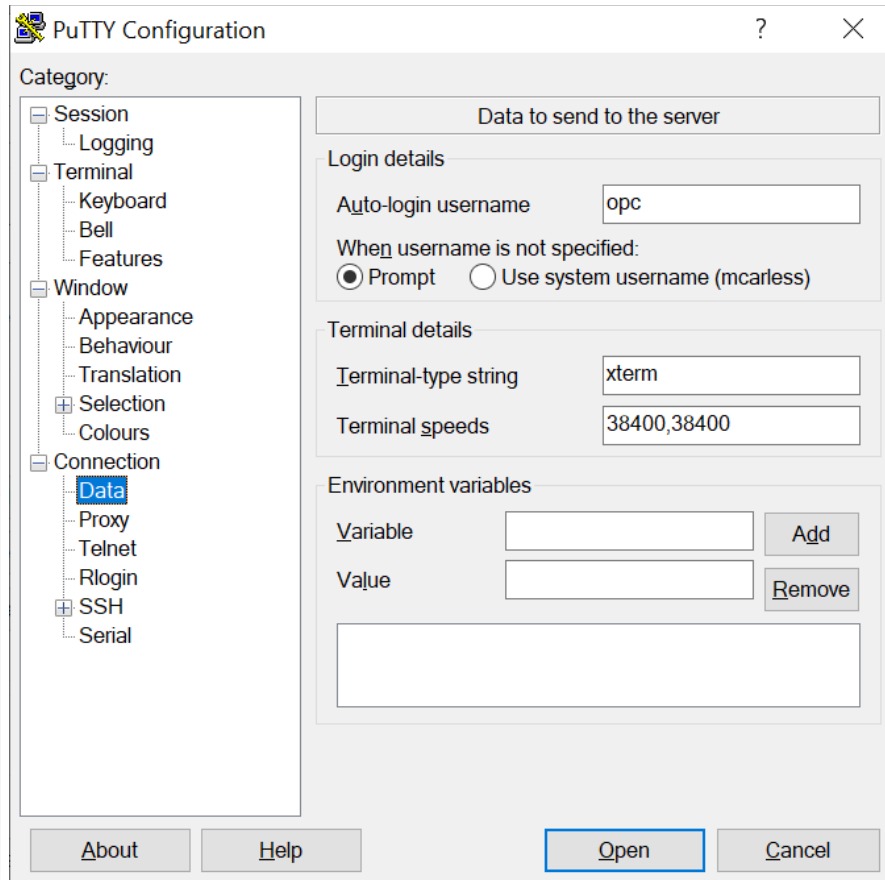 PuTTY Configuration
?
Category:
Session
Logging
Terminal
Keyboard
Bell
Features
Window
Appearance
Behaviour
Translation
Selection
Colours
Connection
Data
Proxy
Telnet
Rlogin
SSH
Serial
Data to send to the server
Login details
Auto-login username opc
When username is not specified:
Prompt Use system username (mcarless)
Terminal details
Terminal-type string xterm
Terminal speeds 38400,38400
Environment variables
Variable Add
Value Remove
About Help Open Cancel